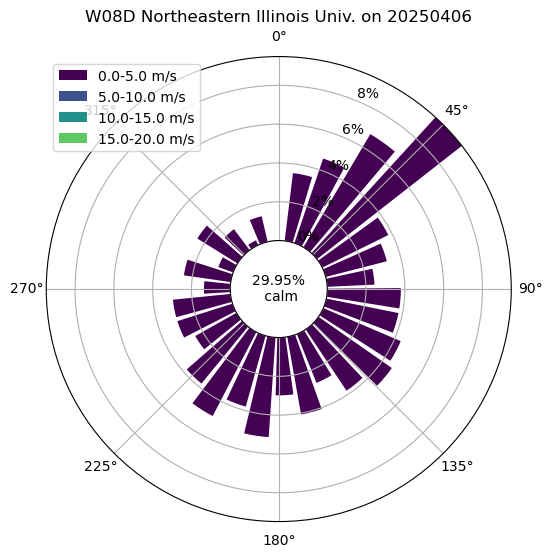 W08D Northeastern Illinois Univ. on 20250406
0°
0.0-5.0 m/s
5.0-10.0 m/s
10.0-15.0 m/s
15.0-20.0 m/s
315°
8%
6%
4%
2%
0%
45°
270°
29.95%
calm
90°
225°
135°
180°